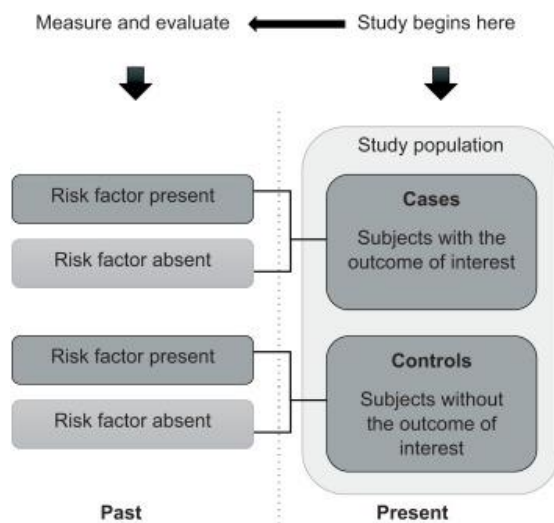 Measure and evaluate
Study begins here
Study population
Risk factor present
Risk factor absent
Cases
Subjects with the
outcome of interest
Risk factor present
Risk factor absent
Controls
Subjects without
the outcome of
interest
Past
Present